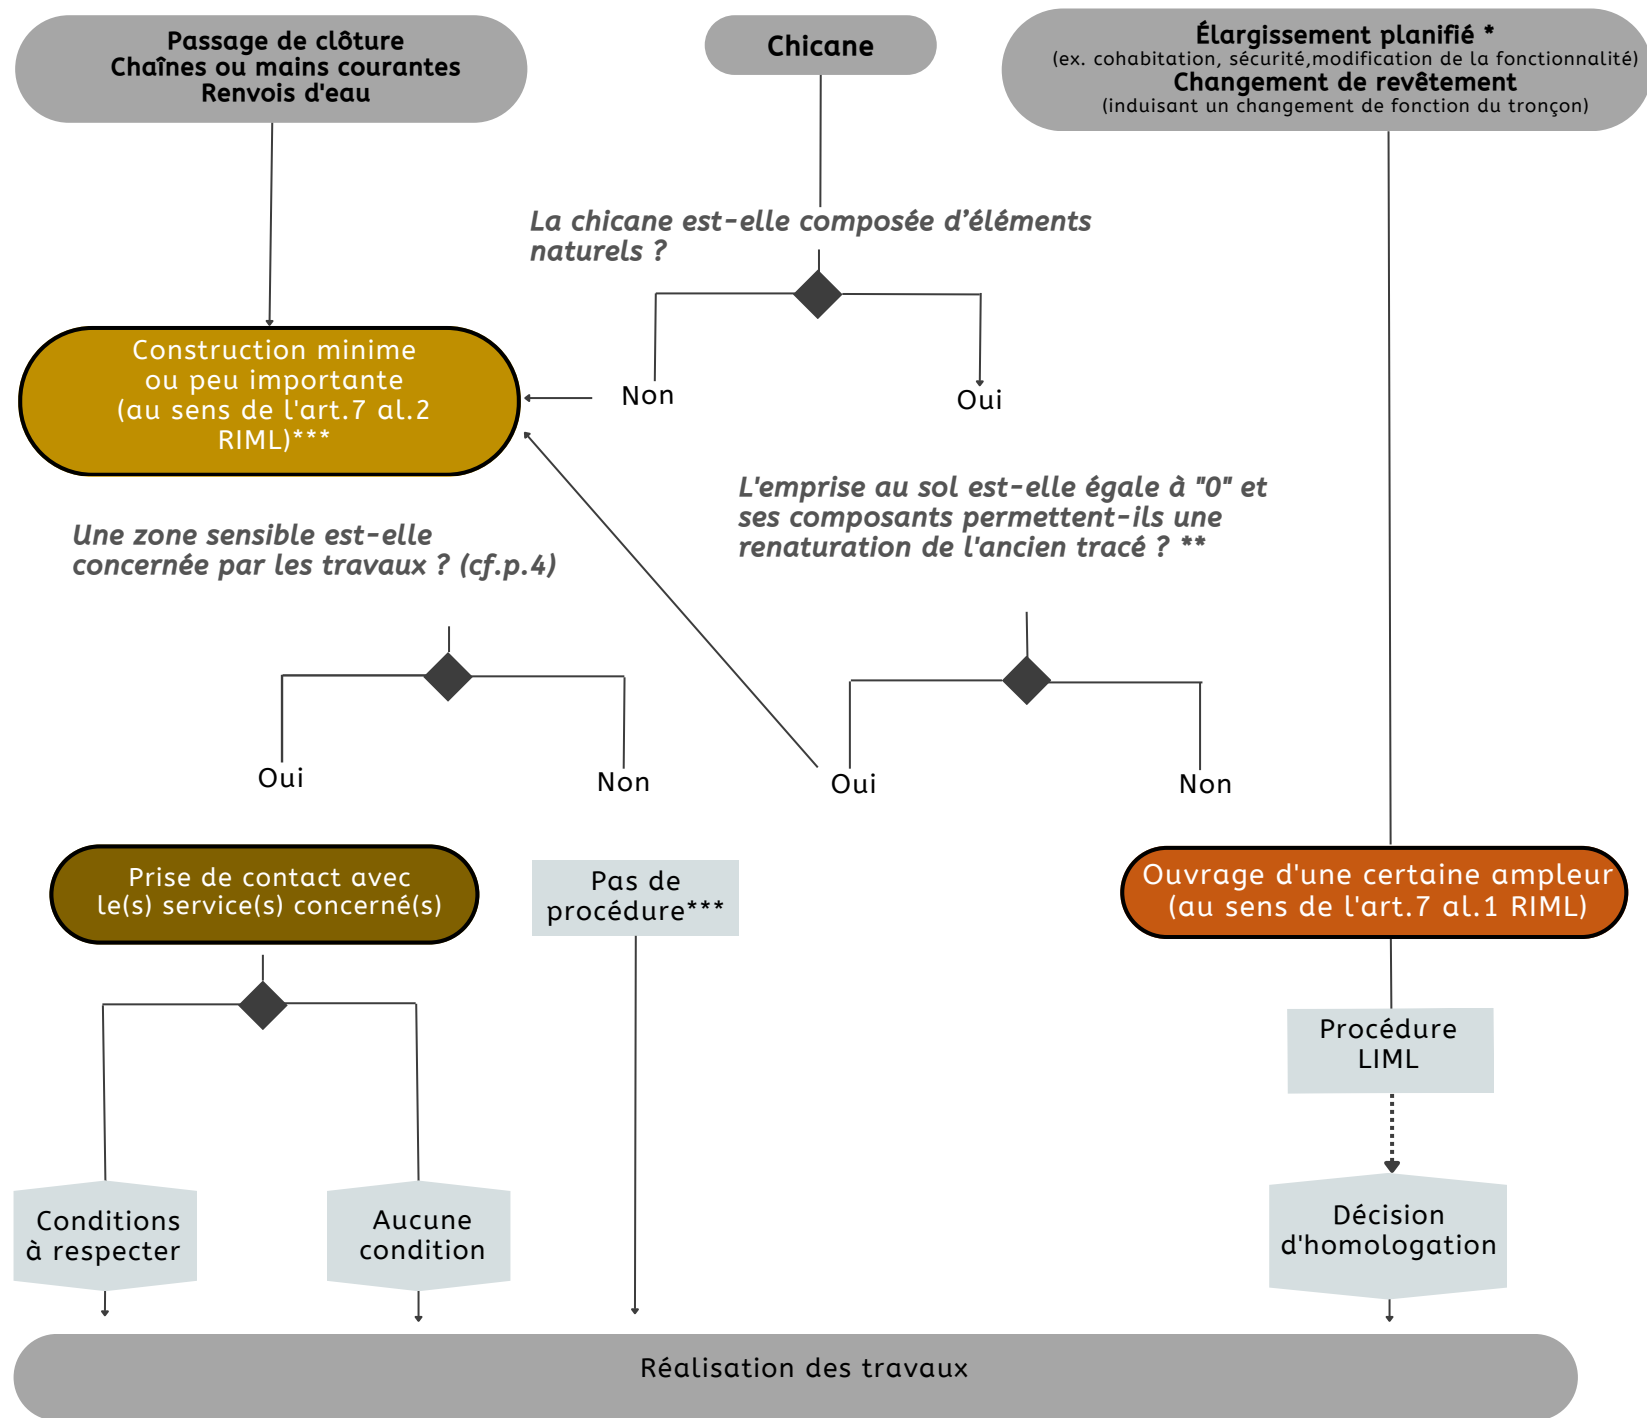 Passage de clôture
Chaînes ou mains courantes
Renvois d'eau
Chicane
Élargissement planifié *
(ex. cohabitation, sécurité,modification de la fonctionnalité)
Changement de revêtement
(induisant un changement de fonction du tronçon)
La chicane est-elle composée d’éléments
naturels ?
Non
Oui
Construction minime
ou peu importante
(au sens de l'art.7 al.2
RIML)***
L'emprise au sol est-elle égale à "0" et
ses composants permettent-ils une
renaturation de l'ancien tracé ? **
Une zone sensible est-elle
concernée par les travaux ? (cf.p.4)
Oui
Non
Oui
Non
Prise de contact avec
le(s) service(s) concerné(s)
Pas de
procédure***
Ouvrage d'une certaine ampleur
(au sens de l'art.7 al.1 RIML)
Procédure
LIML
Conditions
à respecter
Aucune
condition
Décision
d'homologation
Réalisation des travaux